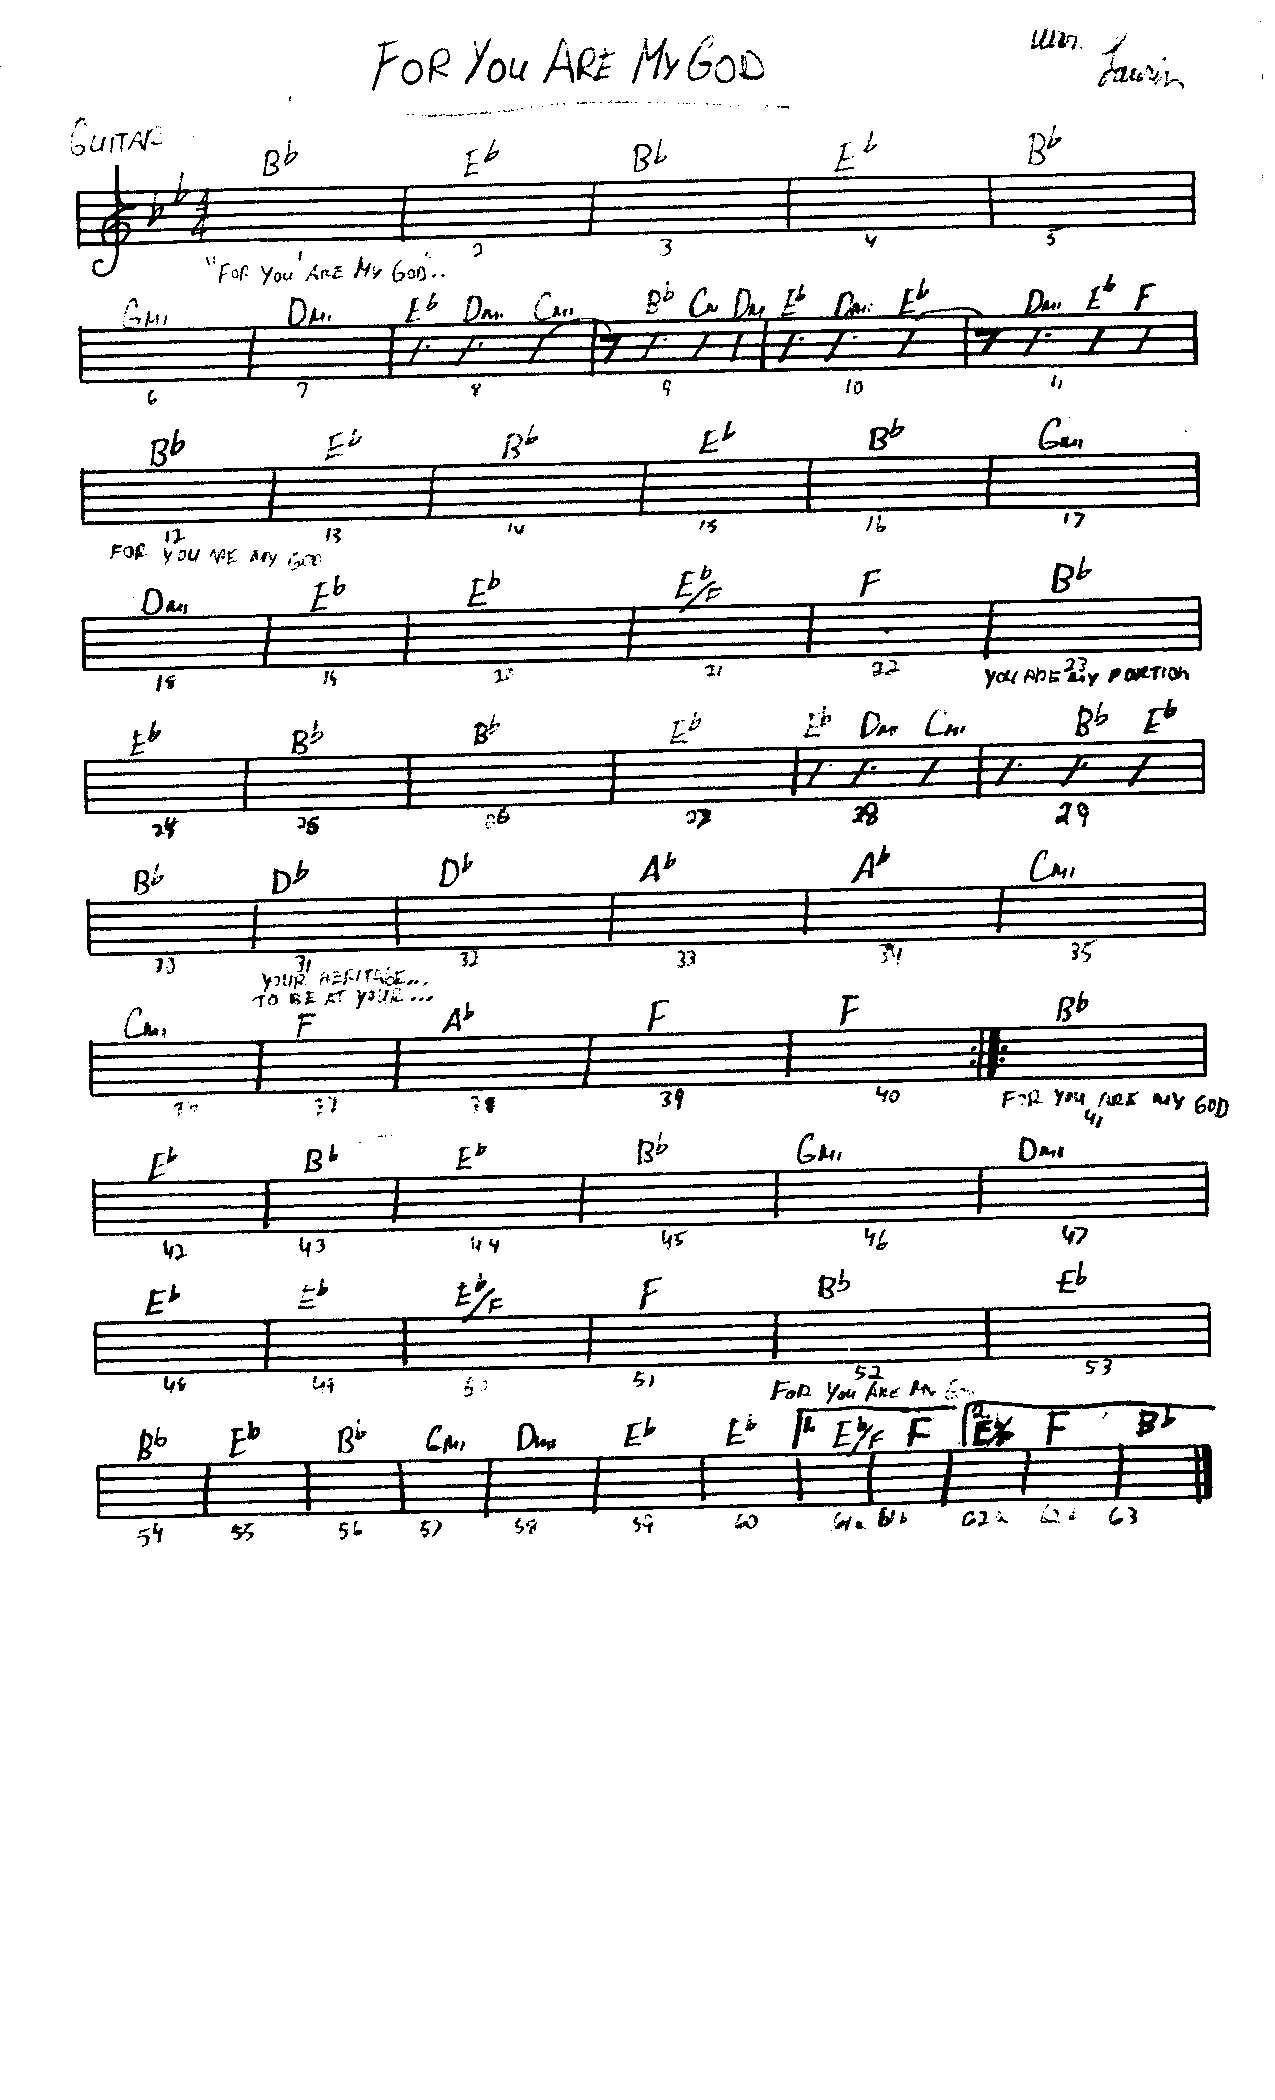 FOR YOU ARE MY GOD
GUITAR
Bb Eb Bb Eb Bb
4
4
2 3 4 5
"FOR YOU ARE MY GOD...
GMI DMI Eb DMI CMI Bb CMI DMI Eb DMI Eb DMI Eb F
6 7 8 9 10 11
Bb Eb Bb Eb Bb GMI
12 13 14 15 16 17
FOR YOU ARE MY GOD
DMI Eb Eb Eb/F F Bb
18 19 20 21 22 23
YOU ARE MY PORTION
Eb Bb Bb Eb Eb DMI CMI Bb Eb
24 25 26 27 28 29
Bb Db Db Ab Ab CMI
30 31 32 33 34 35
YOUR HERITAGE...
TO BE AT YOUR...
CMI F Ab F F Bb
36 37 38 39 40
FOR YOU ARE MY GOD
41
Eb Bb Eb Bb GMI DMI
42 43 44 45 46 47
Eb Eb Eb/F F Bb Eb
48 49 50 51 52 53
FOR YOU ARE MY GOD
Bb Eb Bb GMI DMI Eb Eb 1. Eb/F F 2. Eb/F F Bb
54 55 56 57 58 59 60 61a 61b 62a 63